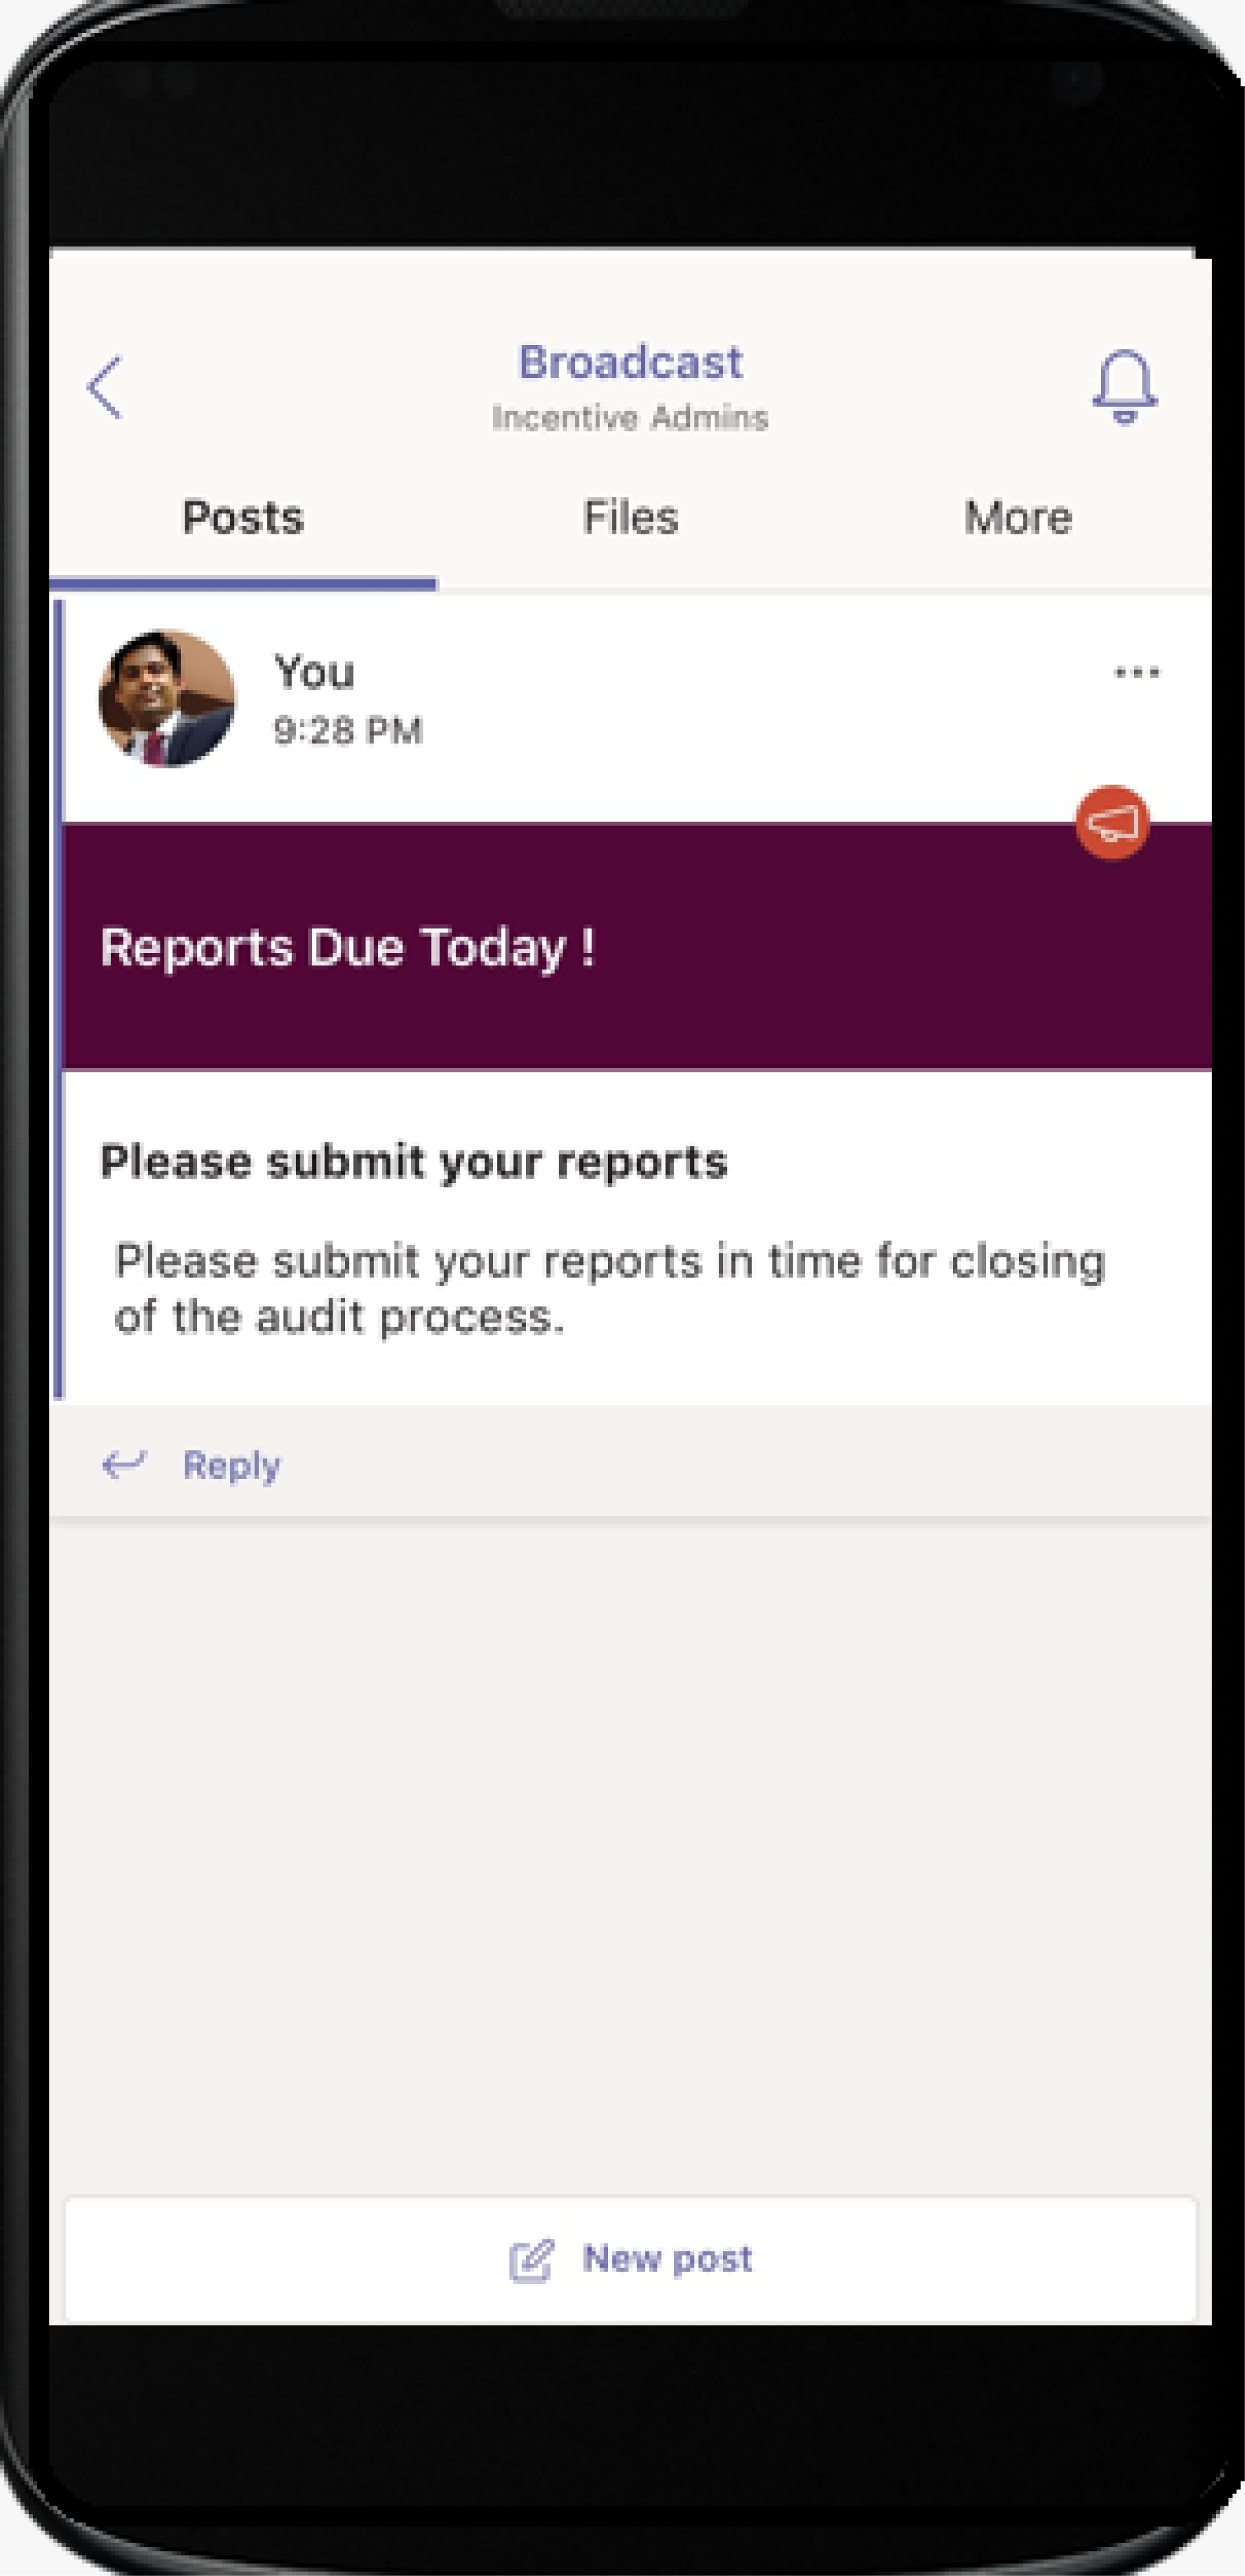 Broadcast
Incentive Admins
Posts Files More
You
9:28 PM
Reports Due Today !
Please submit your reports
Please submit your reports in time for closing
of the audit process.
Reply
New post